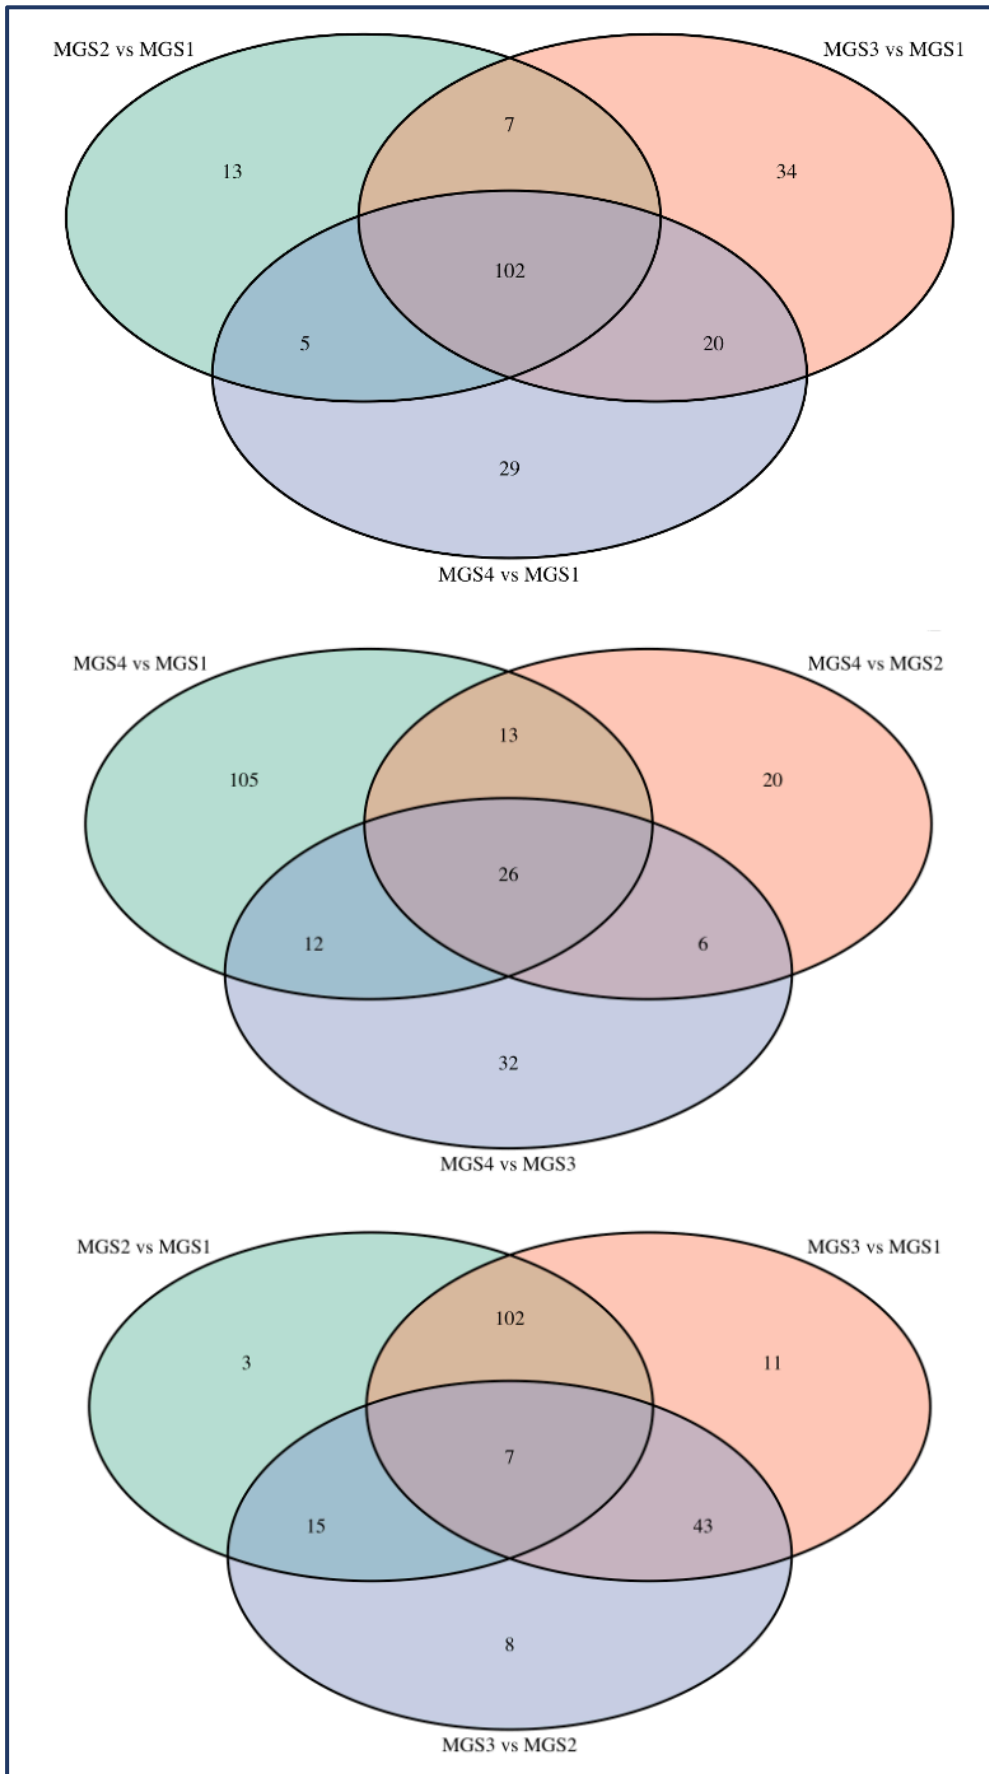 MGS2 vs MGS1
MGS3 vs MGS1
7
13
34
102
5
20
29
MGS4 vs MGS1
MGS4 vs MGS1
MGS4 vs MGS2
13
105
20
26
12
6
32
MGS4 vs MGS3
MGS2 vs MGS1
MGS3 vs MGS1
102
3
11
7
15
43
8
MGS3 vs MGS2